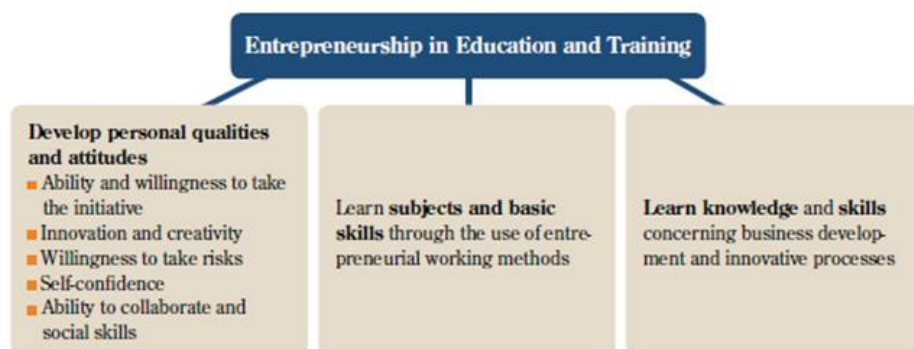 Entrepreneurship in Education and Training
Develop personal qualities
and attitudes
Ability and willingness to take
the initiative
Innovation and creativity
Willingness to take risks
Self-confidence
Ability to collaborate and
social skills
Learn subjects and basic
skills through the use of entre-
preneurial working methods
Learn knowledge and skills
concerning business develop-
ment and innovative processes